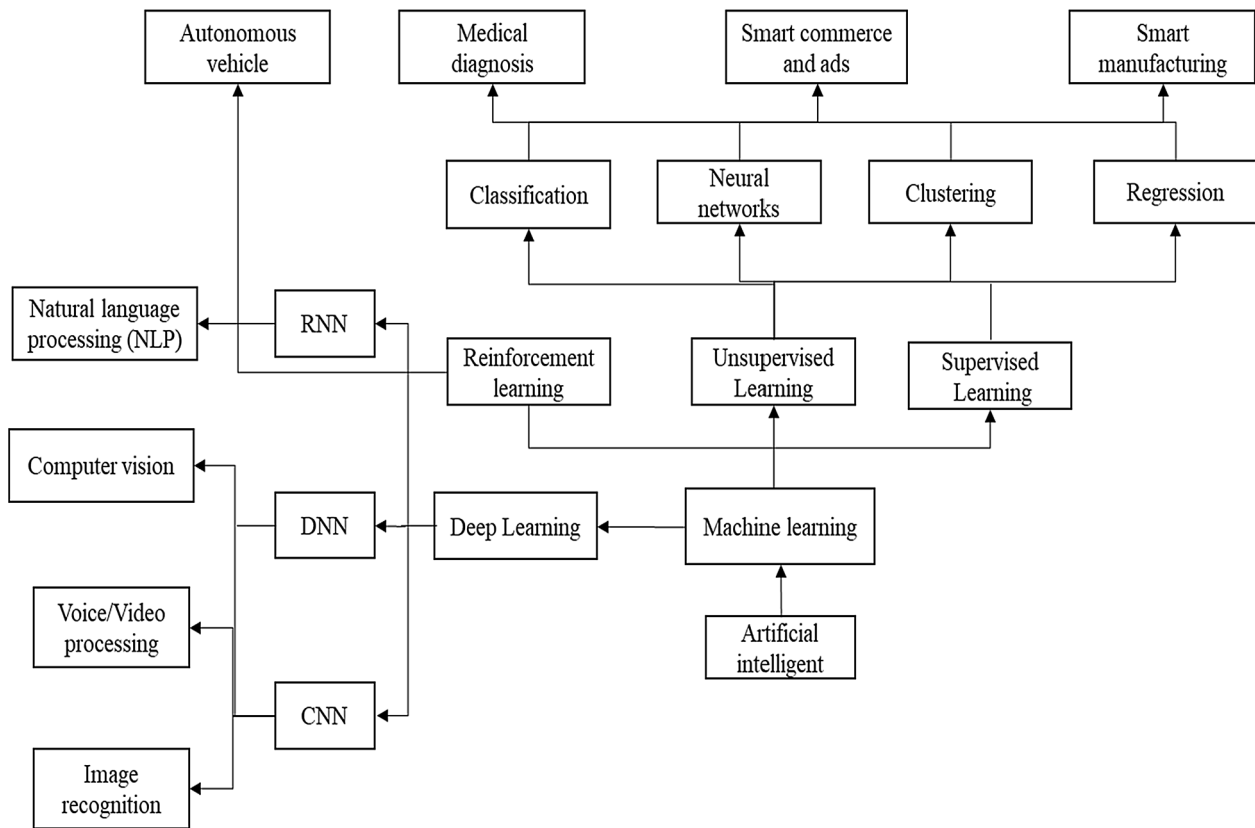 Autonomous
vehicle
Medical
diagnosis
Smart commerce
and ads
Smart
manufacturing
Classification
Neural
networks
Clustering
Regression
Natural language
processing (NLP)
RNN
Reinforcement
learning
Unsupervised
Learning
Supervised
Learning
Computer vision
DNN
Deep Learning
Machine learning
Voice/Video
processing
Artificial
intelligent
CNN
Image
recognition